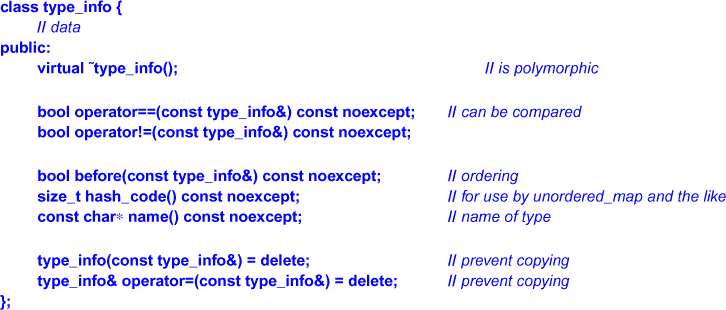 class type_info {
// data
public:
virtual ˜type_info(); // is polymorphic
bool operator==(const type_info&) const noexcept; // can be compared
bool operator!=(const type_info&) const noexcept;
bool before(const type_info&) const noexcept; // ordering
size_t hash_code() const noexcept; // for use by unordered_map and the like
const char∗ name() const noexcept; // name of type
type_info(const type_info&) = delete; // prevent copying
type_info& operator=(const type_info&) = delete; // prevent copying
};